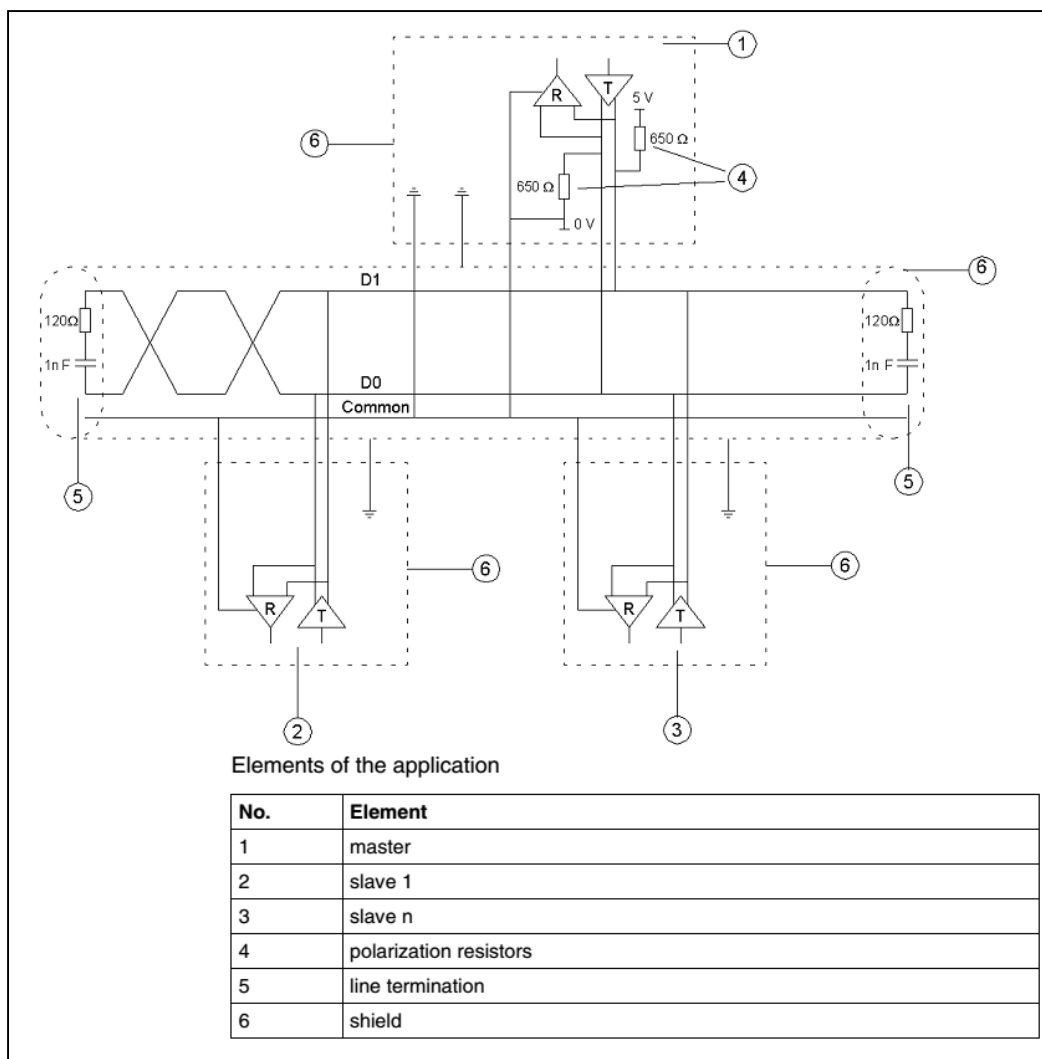 1
R
T
5 V
650 Ω
6
4
650 Ω
0 V
6
D1
120Ω
120Ω
1n F
1n F
D0
Common
5
5
6
6
R
T
R
T
2
3
Elements of the application
No. Element
1 master
2 slave 1
3 slave n
4 polarization resistors
5 line termination
6 shield